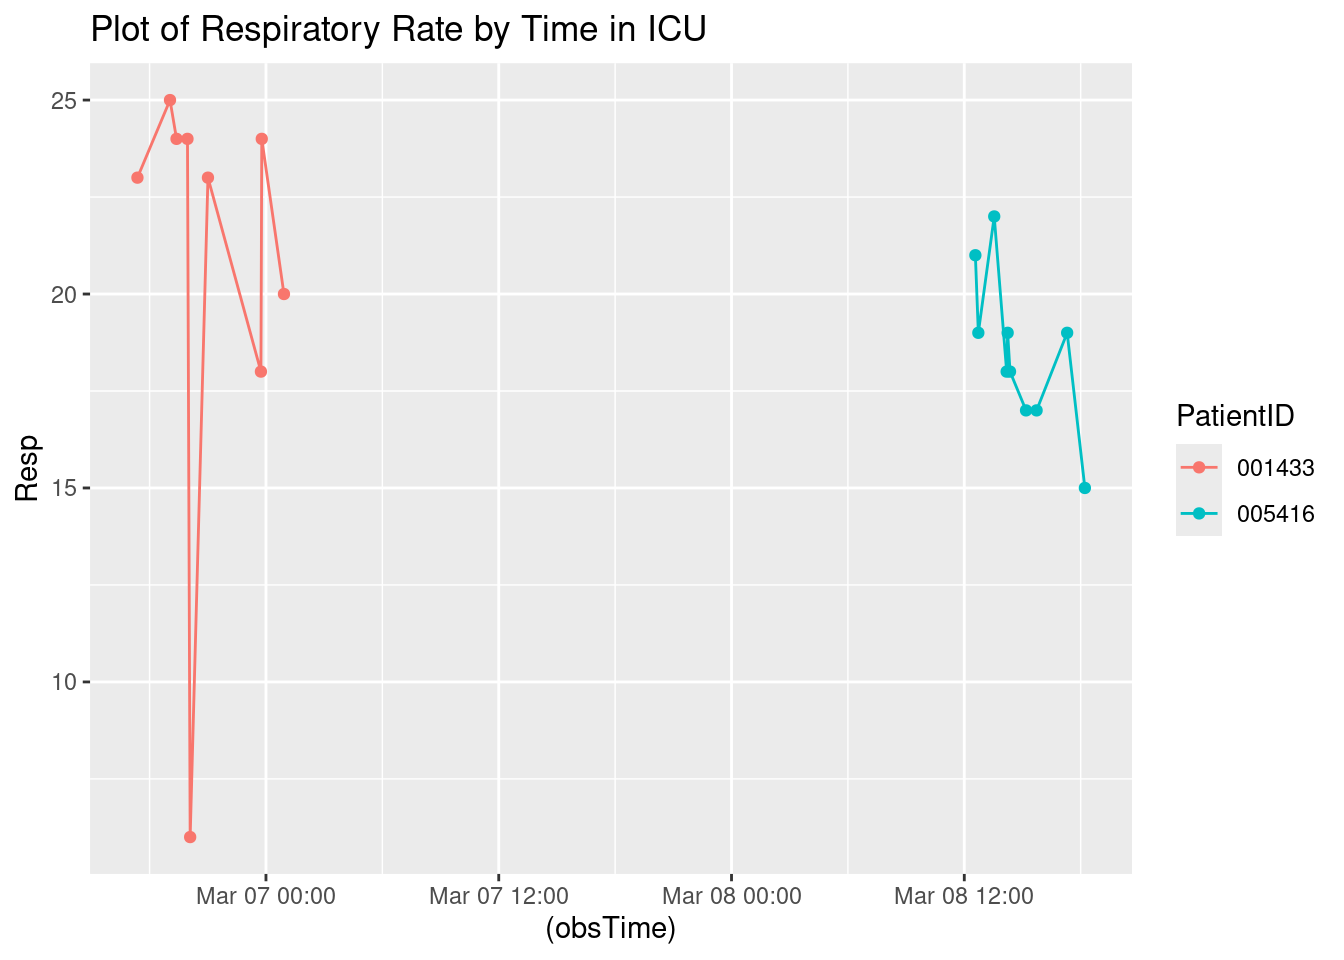 Plot of Respiratory Rate by Time in ICU
25
20
15
10
Resp
Mar 07 00:00
Mar 07 12:00
Mar 08 00:00
Mar 08 12:00
(obsTime)
PatientID
001433
005416